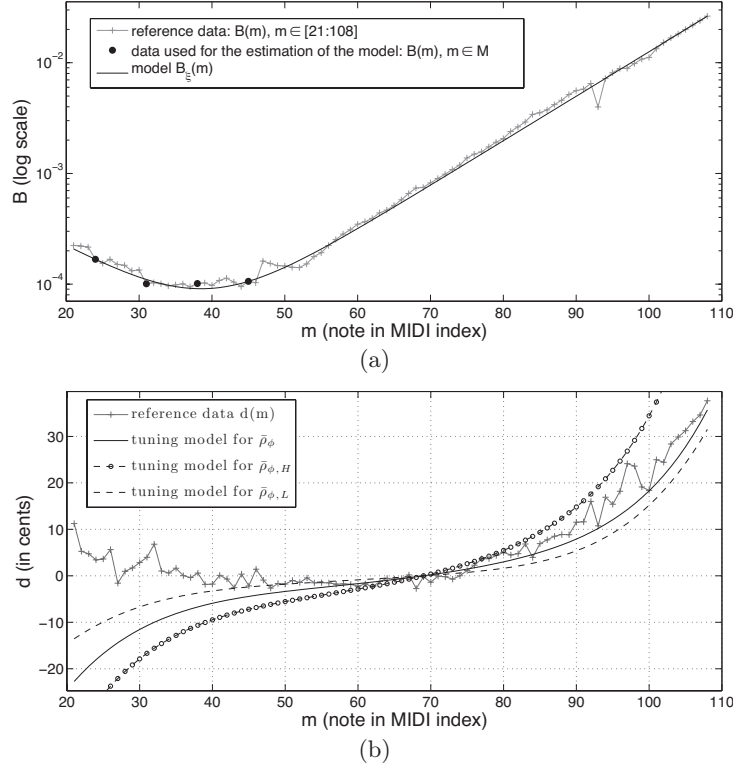 reference data: B(m), m ∈ [21:108]
data used for the estimation of the model: B(m), m ∈ M
model B_ξ(m)
B (log scale)
10^{-2}
10^{-3}
10^{-4}
20 30 40 50 60 70 80 90 100 110
m (note in MIDI index)
(a)
reference data d(m)
tuning model for ρ̄_ϕ
tuning model for ρ̄_{ϕ,H}
tuning model for ρ̄_{ϕ,L}
d (in cents)
30
20
10
0
−10
−20
20 30 40 50 60 70 80 90 100 110
m (note in MIDI index)
(b)